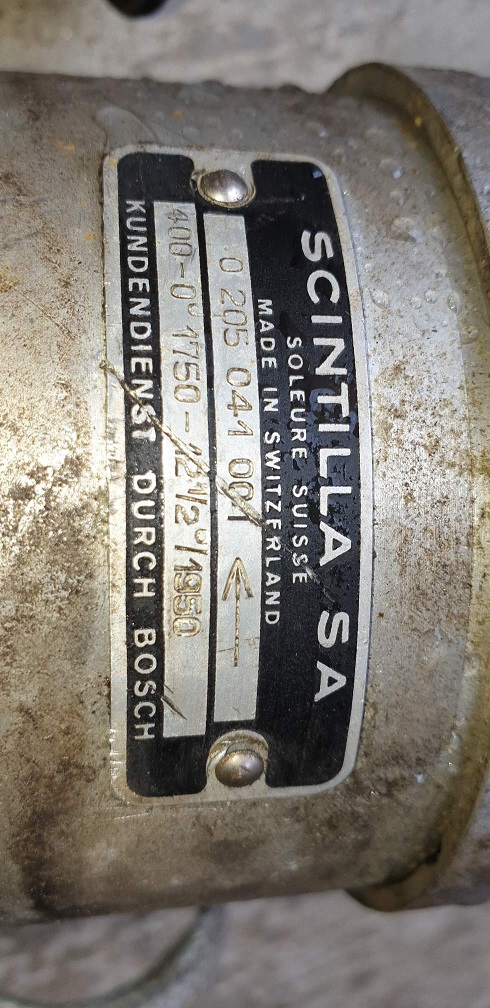 SCINTILLA SA
SOLEURE SUISSE
MADE IN SWITZERLAND
0 205 041 001 ←
400-0° 1750-12½°/1950
KUNDENDIENST DURCH BOSCH